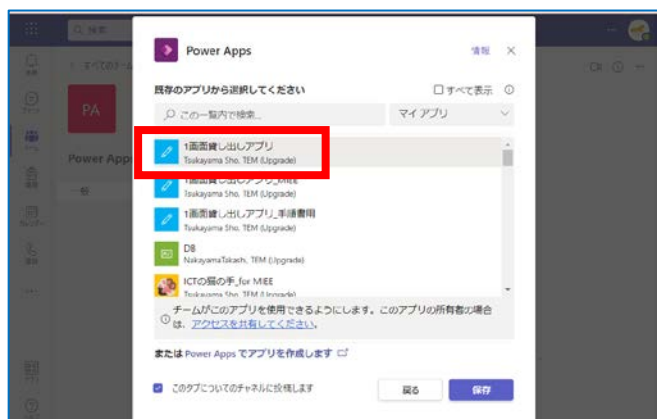 検索
Power Apps
情報
すべてのチーム
既存のアプリから選択してください
すべて表示
この一覧内で検索...
マイ アプリ
PA
1画面貸し出しアプリ
Tsukayama Sho, TEM (Upgrade)
Power Apps
1画面貸し出しアプリ_MIEE
Tsukayama Sho, TEM (Upgrade)
一般
1画面貸し出しアプリ_手順書用
Tsukayama Sho, TEM (Upgrade)
DB
NakayamaTakashi, TEM (Upgrade)
ICTの猫の手_for MIEE
Tsukayama Sho, TEM (Upgrade)
チームがこのアプリを使用できるようにします。このアプリの所有者の場合
は、アクセスを共有してください。
または Power Apps でアプリを作成します
このタブについてのチャネルに投稿します
戻る
保存